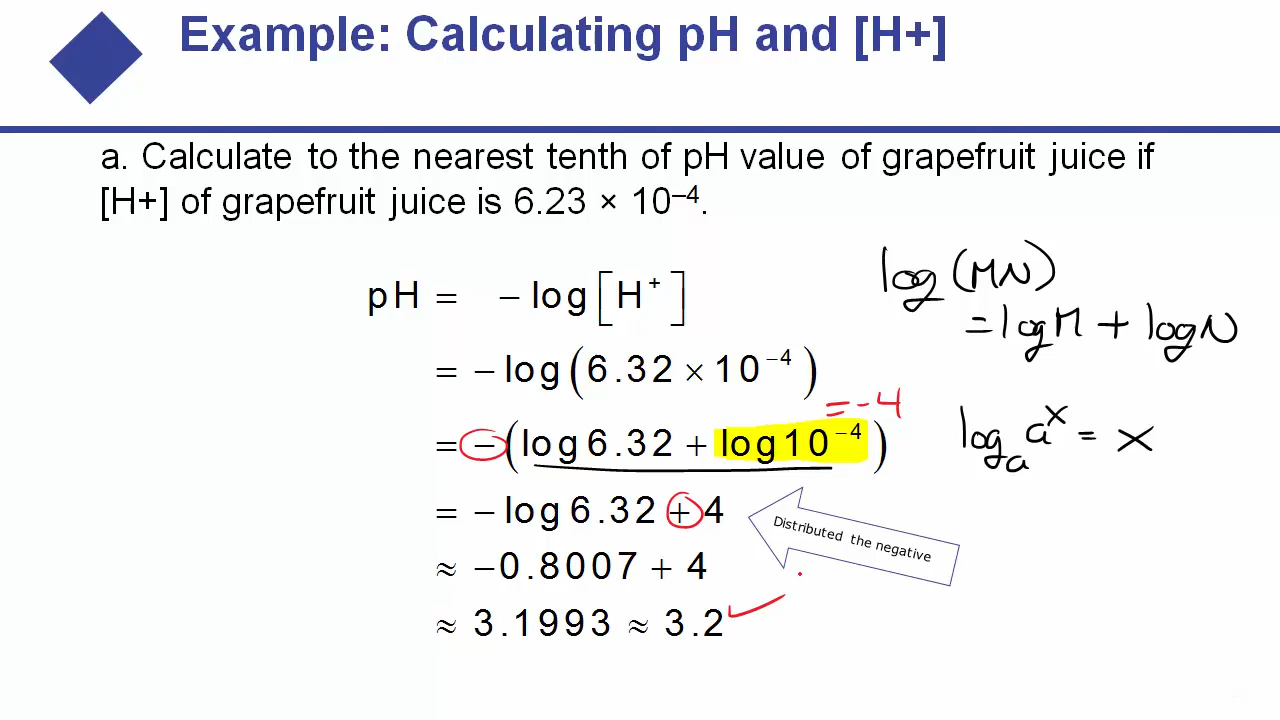 Example: Calculating pH and [H+]
a. Calculate to the nearest tenth of pH value of grapefruit juice if
[H+] of grapefruit juice is 6.23 × 10⁻⁴.
pH = − log [H⁺]
= − log (6.32 × 10⁻⁴)
= −4
= − (log 6.32 + log 10⁻⁴)
= − log 6.32 + 4
≈ −0.8007 + 4
≈ 3.1993 ≈ 3.2
Distributed the negative
log (MN)
= log M + log N
logₐ aˣ = x